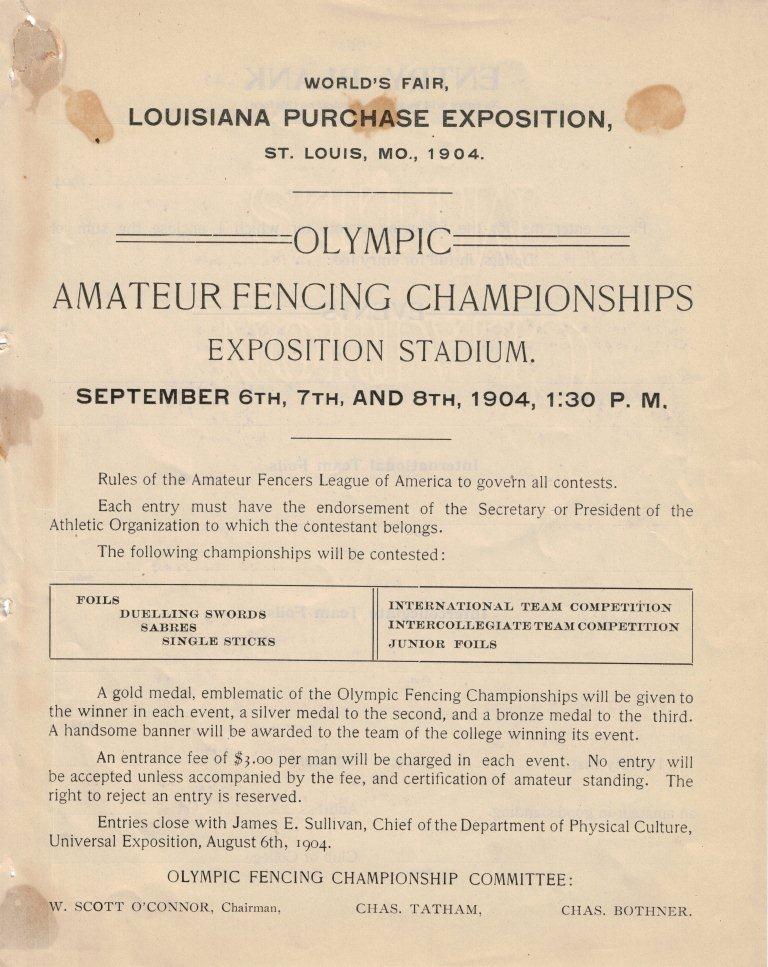 WORLD'S FAIR,
LOUISIANA PURCHASE EXPOSITION,
ST. LOUIS, MO., 1904.
OLYMPIC
AMATEUR FENCING CHAMPIONSHIPS
EXPOSITION STADIUM.
SEPTEMBER 6TH, 7TH, AND 8TH, 1904, 1:30 P. M.
Rules of the Amateur Fencers League of America to govern all contests.
Each entry must have the endorsement of the Secretary or President of the
Athletic Organization to which the contestant belongs.
The following championships will be contested:
FOILS
DUELLING SWORDS
SABRES
SINGLE STICKS
INTERNATIONAL TEAM COMPETITION
INTERCOLLEGIATE TEAM COMPETITION
JUNIOR FOILS
A gold medal, emblematic of the Olympic Fencing Championships will be given to
the winner in each event, a silver medal to the second, and a bronze medal to the third.
A handsome banner will be awarded to the team of the college winning its event.
An entrance fee of $3.00 per man will be charged in each event. No entry will
be accepted unless accompanied by the fee, and certification of amateur standing. The
right to reject an entry is reserved.
Entries close with James E. Sullivan, Chief of the Department of Physical Culture,
Universal Exposition, August 6th, 1904.
OLYMPIC FENCING CHAMPIONSHIP COMMITTEE:
W. SCOTT O'CONNOR, Chairman, CHAS. TATHAM, CHAS. BOTHNER.